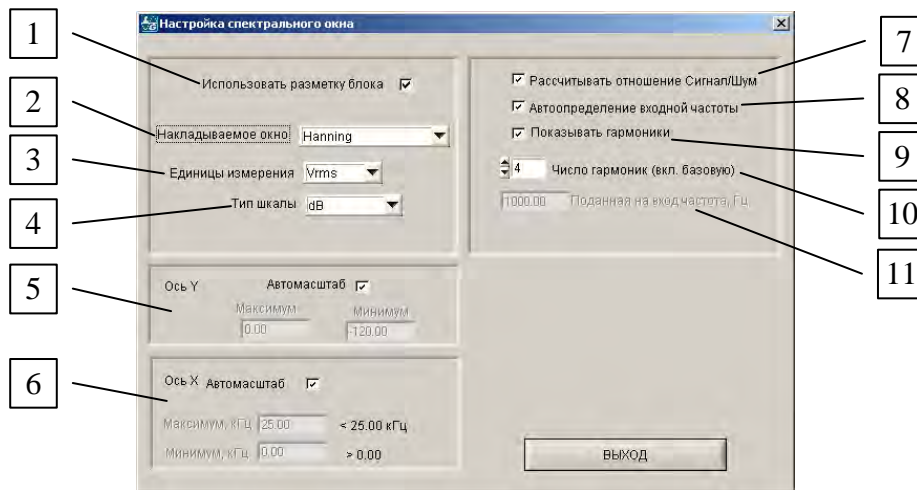 Настройка спектрального окна
1
2
3
4
5
6
7
8
9
10
11
Использовать разметку блока
Накладываемое окно Hanning
Единицы измерения Vrms
Тип шкалы dB
Ось Y Автомасштаб
Максимум Минимум
0.00 -120.00
Ось X Автомасштаб
Максимум, кГц 25.00 < 25.00 кГц
Минимум, кГц 0.00 > 0.00
Рассчитывать отношение Сигнал/Шум
Автоопределение входной частоты
Показывать гармоники
4 Число гармоник (вкл. базовую)
1000.00 Поданная на вход частота, Гц
ВЫХОД